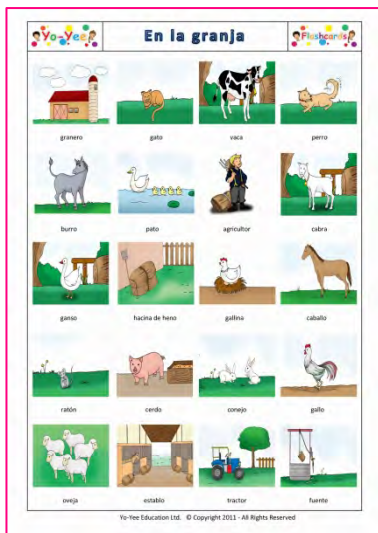 Yo-Yee
En la granja
Flashcards
granero gato vaca perro
burro pato agricultor cabra
ganso hacina de heno gallina caballo
ratón cerdo conejo gallo
oveja establo tractor fuente
Yo-Yee Education Ltd. © Copyright 2011 - All Rights Reserved